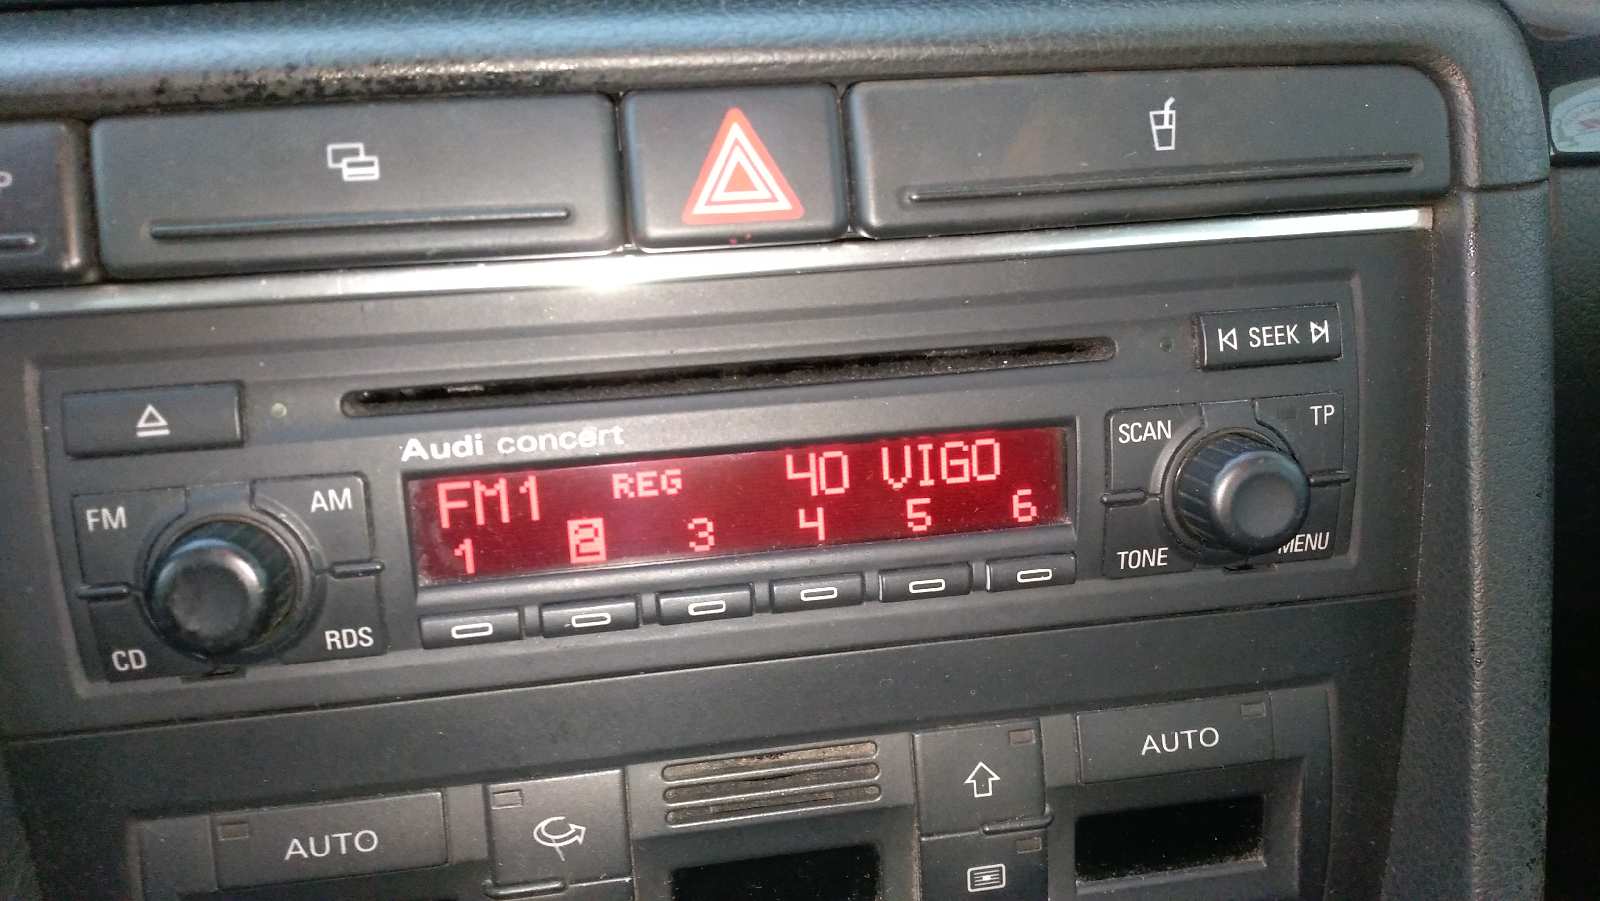 P
SEEK
Audi concert
SCAN
TP
FM
AM
FM1 REG 40 VIGO
1 2 3 4 5 6
TONE
MENU
CD
RDS
AUTO
AUTO